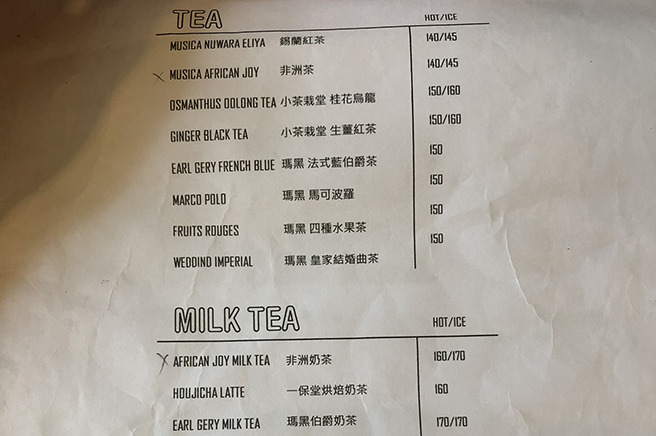 TEA HOT/ICE
MUSICA NUWARA ELIYA 錫蘭紅茶 140/145
MUSICA AFRICAN JOY 非洲茶 140/145
OSMANTHUS OOLONG TEA 小茶栽堂 桂花烏龍 150/160
GINGER BLACK TEA 小茶栽堂 生薑紅茶 150/160
EARL GERY FRENCH BLUE 瑪黑 法式藍伯爵茶 150
MARCO POLO 瑪黑 馬可波羅 150
FRUITS ROUGES 瑪黑 四種水果茶 150
WEDDIND IMPERIAL 瑪黑 皇家結婚曲茶 150
MILK TEA HOT/ICE
AFRICAN JOY MILK TEA 非洲奶茶 160/170
HOUJICHA LATTE 一保堂烘焙奶茶 160
EARL GERY MILK TEA 瑪黑伯爵奶茶 170/170